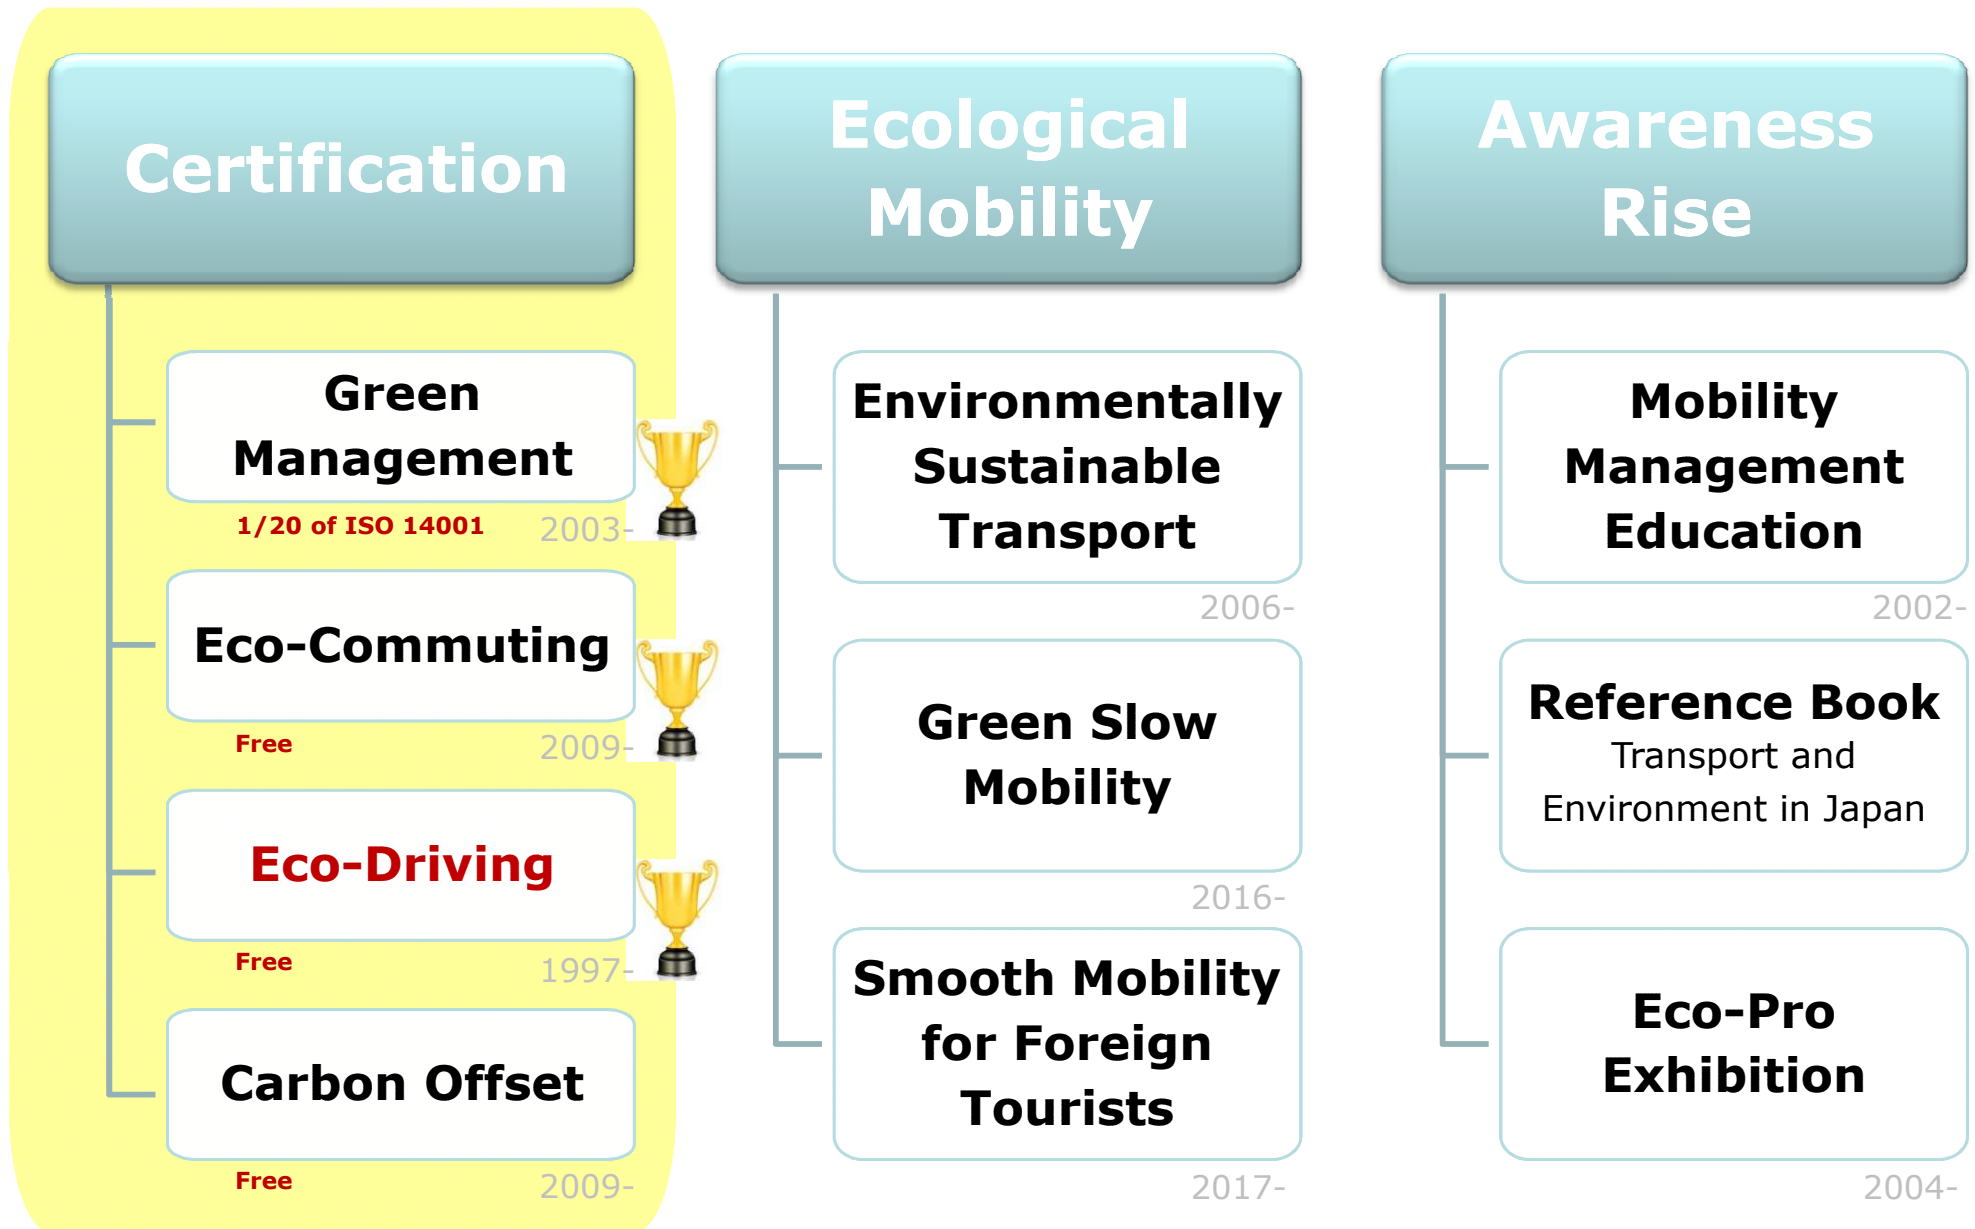 Certification
Green
Management
1/20 of ISO 14001
2003-
Eco-Commuting
Free
2009-
Eco-Driving
Free
1997-
Carbon Offset
Free
2009-
Ecological
Mobility
Environmentally
Sustainable
Transport
2006-
Green Slow
Mobility
2016-
Smooth Mobility
for Foreign
Tourists
2017-
Awareness
Rise
Mobility
Management
Education
2002-
Reference Book
Transport and
Environment in Japan
Eco-Pro
Exhibition
2004-